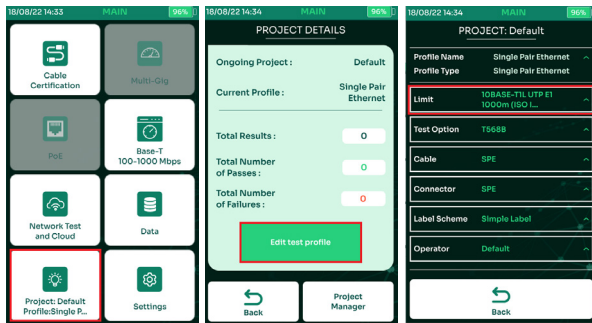 18/08/22 14:33 MAIN 96%
Cable
Certification
Multi-Gig
PoE
Base-T
100-1000 Mbps
Network Test
and Cloud
Data
Project: Default
Profile:Single P...
Settings
18/08/22 14:34 MAIN 96%
PROJECT DETAILS
Ongoing Project : Default
Current Profile : Single Pair
Ethernet
Total Results : 0
Total Number
of Passes : 0
Total Number
of Failures : 0
Edit test profile
Back
Project
Manager
18/08/22 14:34 MAIN 96%
PROJECT: Default
Profile Name Single Pair Ethernet
Profile Type Single Pair Ethernet
Limit 10BASE-T1L UTP E1
1000m (ISO I...
Test Option T568B
Cable SPE
Connector SPE
Label Scheme Simple Label
Operator Default
Back